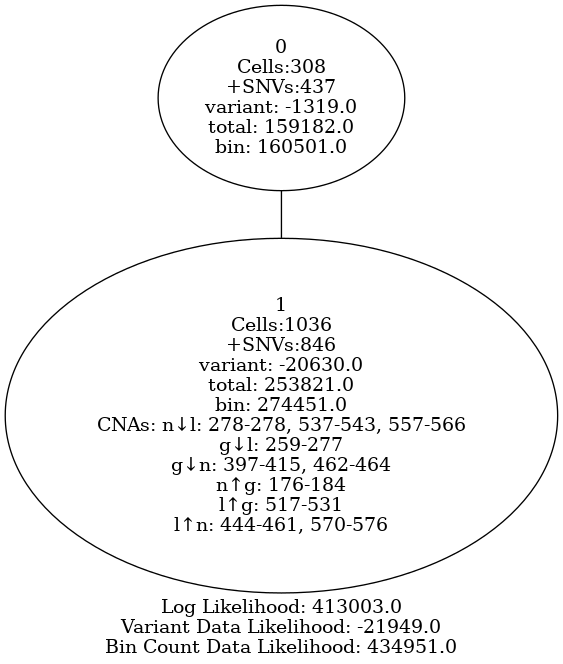 0
Cells:308
+SNVs:437
variant: -1319.0
total: 159182.0
bin: 160501.0
1
Cells:1036
+SNVs:846
variant: -20630.0
total: 253821.0
bin: 274451.0
CNAs: n↓l: 278-278, 537-543, 557-566
g↓l: 259-277
g↓n: 397-415, 462-464
n↑g: 176-184
l↑g: 517-531
l↑n: 444-461, 570-576
Log Likelihood: 413003.0
Variant Data Likelihood: -21949.0
Bin Count Data Likelihood: 434951.0